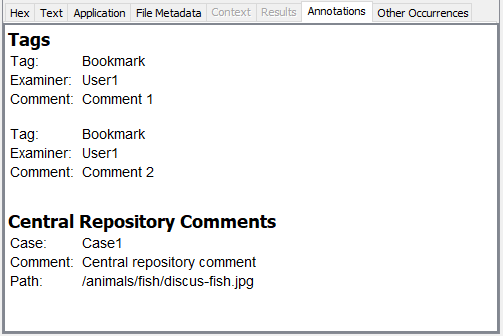 Hex Text Application File Metadata Context Results Annotations Other Occurrences
Tags
Tag: Bookmark
Examiner: User1
Comment: Comment 1
Tag: Bookmark
Examiner: User1
Comment: Comment 2
Central Repository Comments
Case: Case1
Comment: Central repository comment
Path: /animals/fish/discus-fish.jpg